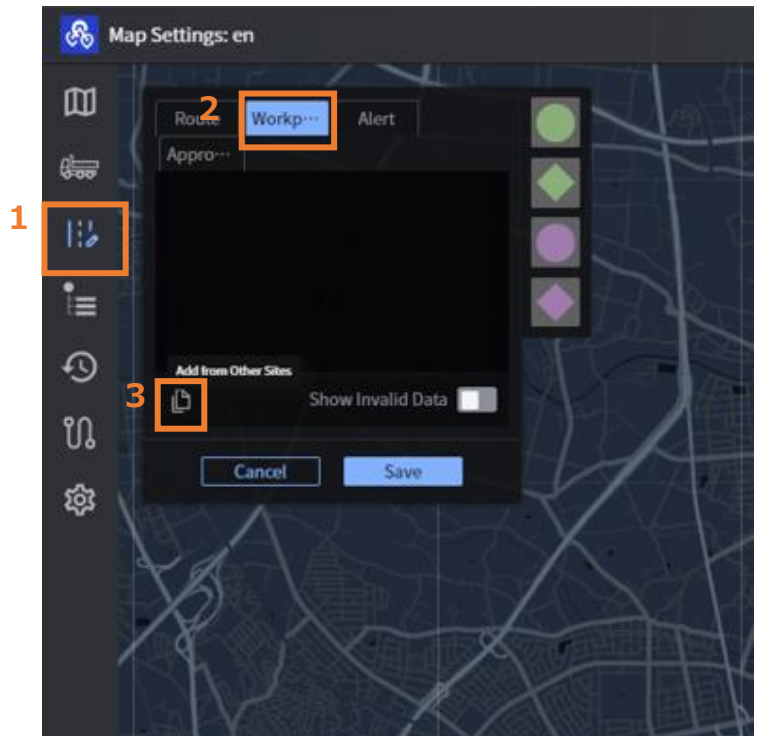 Map Settings: en
2
Route Workp… Alert
Appro…
1
Add from Other Sites
3
Show Invalid Data
Cancel Save